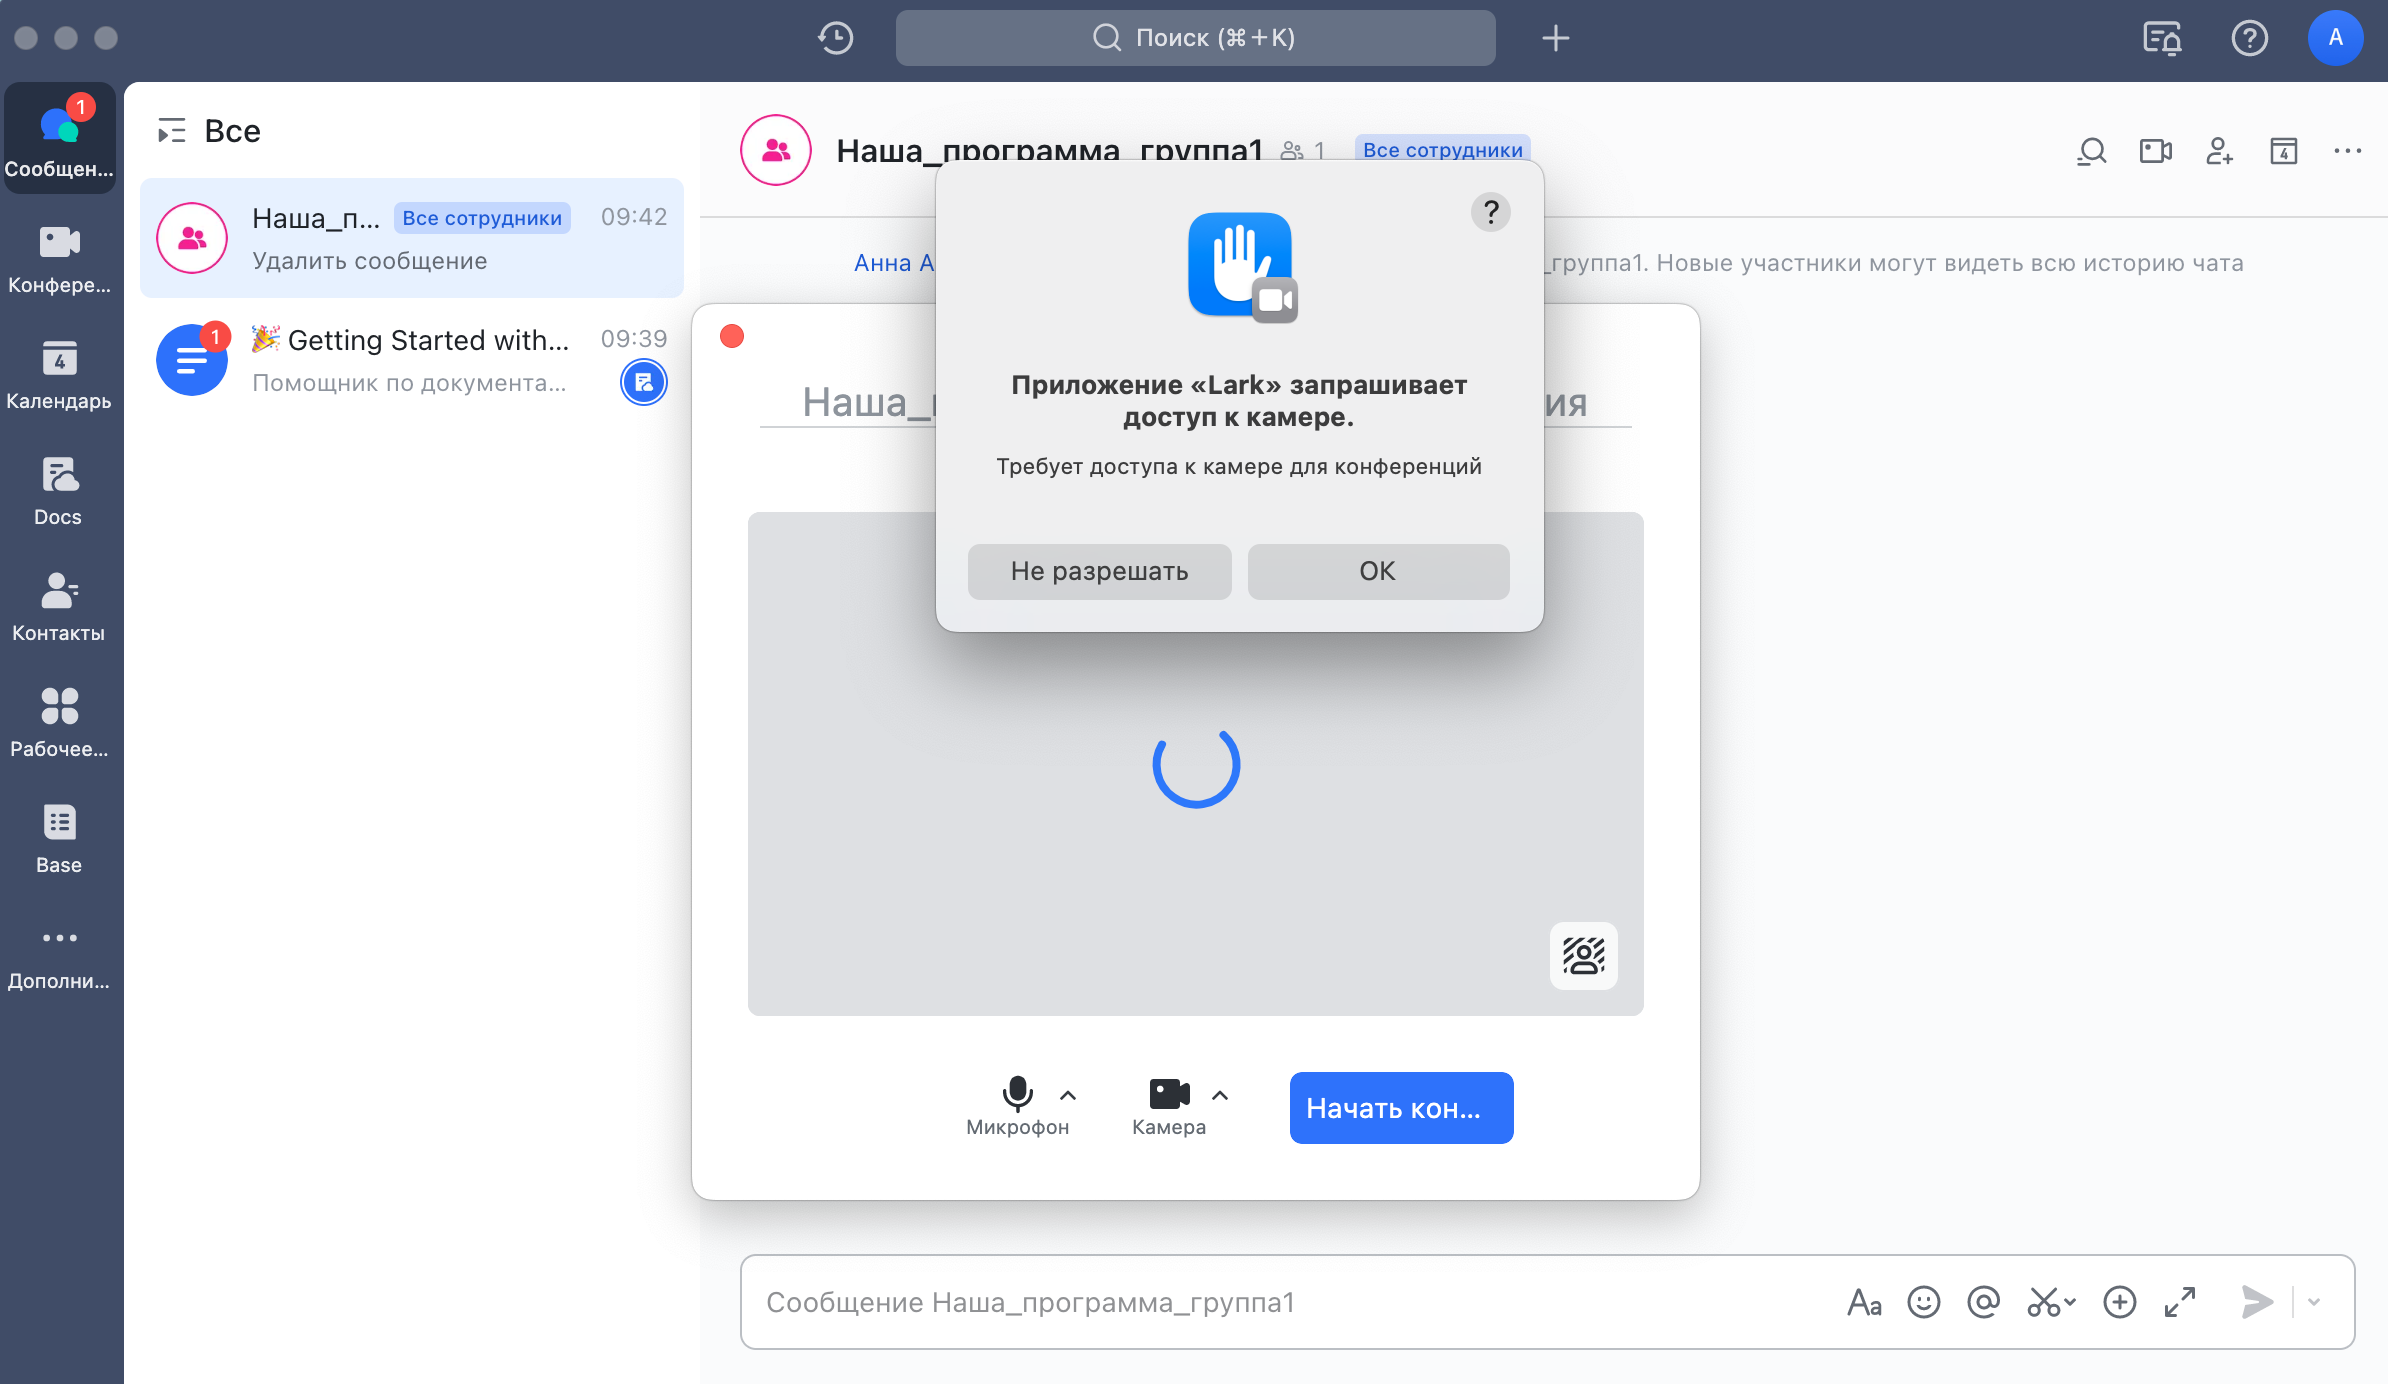 Поиск (⌘+K)
A
1
Сообщен...
Конфере...
4
Календарь
Docs
Контакты
Рабочее...
Base
Дополни...
Все
Наша_п... Все сотрудники 09:42
Удалить сообщение
1
Getting Started with... 09:39
Помощник по документа...
Наша_программа_группа1 1 Все сотрудники
4
Анна А
_группа1. Новые участники могут видеть всю историю чата
?
Приложение «Lark» запрашивает
доступ к камере.
Требует доступа к камере для конференций
Не разрешать
OK
Наша_
ия
Микрофон
Камера
Начать кон...
Сообщение Наша_программа_группа1
Aa